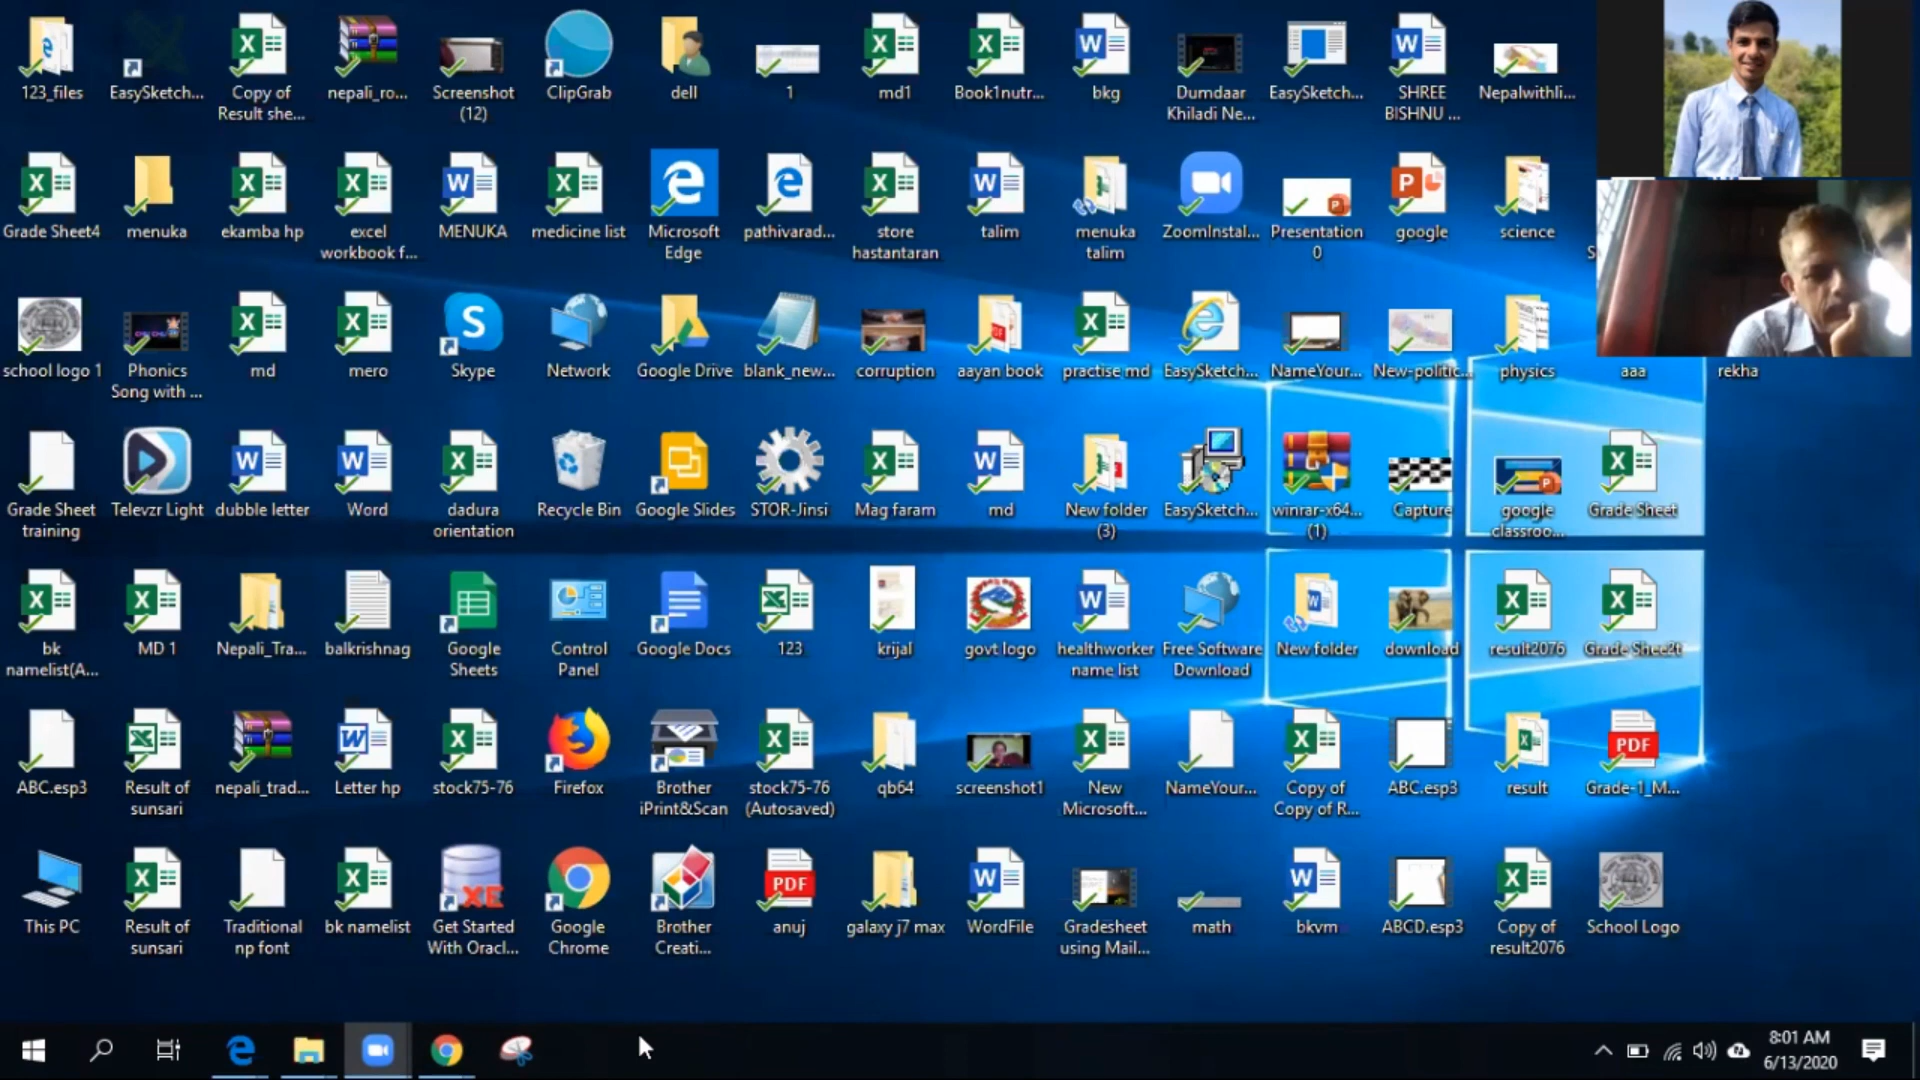 123_files
EasySketch...
Copy of
Result she...
nepali_ro...
Screenshot
(12)
ClipGrab
dell
1
md1
Book1nutr...
bkg
Dumdaar
Khiladi Ne...
EasySketch...
SHREE
BISHNU ...
Nepalwithli...
Grade Sheet4
menuka
ekamba hp
excel
workbook f...
MENUKA
medicine list
Microsoft
Edge
pathivarad...
store
hastantaran
talim
menuka
talim
ZoomInstal...
Presentation
0
google
science
school logo 1
Phonics
Song with ...
md
mero
Skype
Network
Google Drive
blank_new...
corruption
aayan book
practise md
EasySketch...
NameYour...
New-politic...
physics
aaa
rekha
Grade Sheet
training
Televzr Light
dubble letter
Word
dadura
orientation
Recycle Bin
Google Slides
STOR-Jinsi
Mag faram
md
New folder
(3)
EasySketch...
winrar-x64...
(1)
Capture
google
classroo...
Grade Sheet
bk
namelist(A...
MD 1
Nepali_Tra...
balkrishnag
Google
Sheets
Control
Panel
Google Docs
123
krijal
govt logo
healthworker
name list
Free Software
Download
New folder
download
result2076
Grade Shee2t
ABC.esp3
Result of
sunsari
nepali_trad...
Letter hp
stock75-76
Firefox
Brother
iPrint&Scan
stock75-76
(Autosaved)
qb64
screenshot1
New
Microsoft...
NameYour...
Copy of
Copy of R...
ABC.esp3
result
PDF
Grade-1_M...
This PC
Result of
sunsari
Traditional
np font
bk namelist
XE
Get Started
With Oracl...
Google
Chrome
Brother
Creati...
PDF
anuj
galaxy j7 max
WordFile
Gradesheet
using Mail...
math
bkvm
ABCD.esp3
Copy of
result2076
School Logo
8:01 AM
6/13/2020